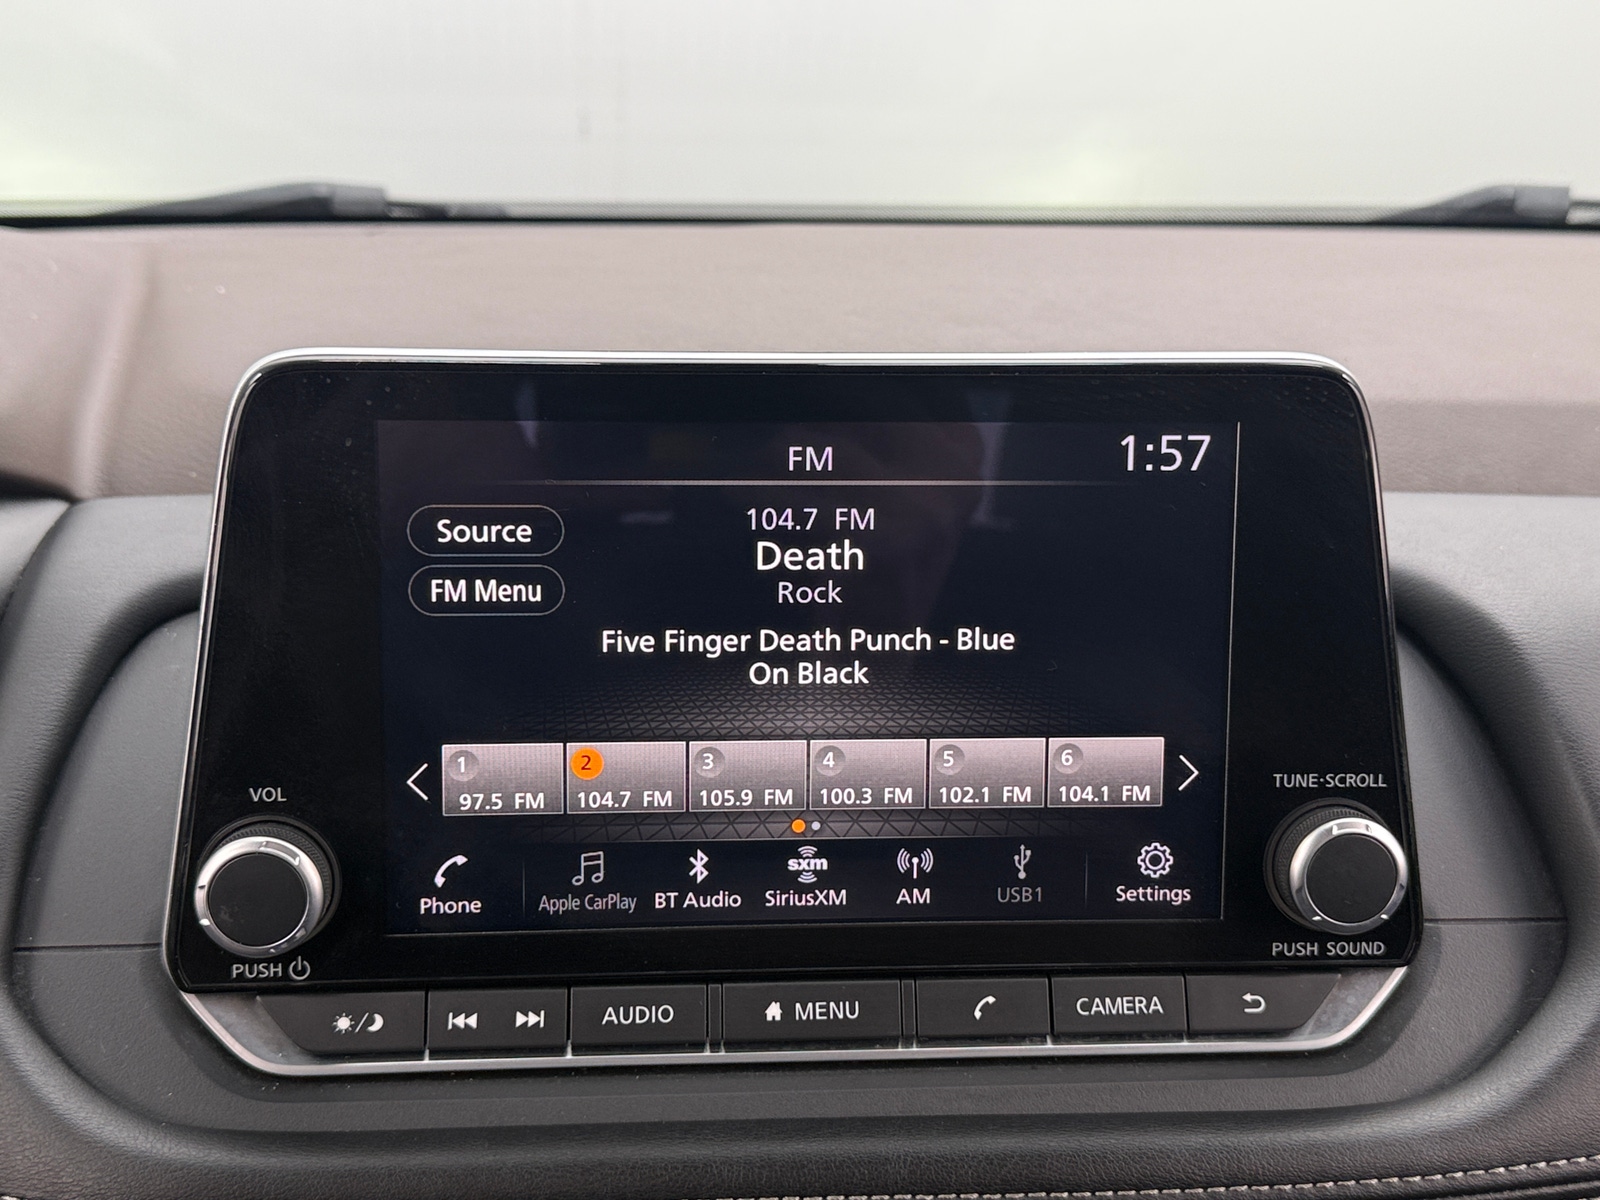 FM
1:57
Source
FM Menu
104.7 FM
Death
Rock
Five Finger Death Punch - Blue
On Black
1
2
3
4
5
6
97.5 FM
104.7 FM
105.9 FM
100.3 FM
102.1 FM
104.1 FM
sxm
Phone
Apple CarPlay
BT Audio
SiriusXM
AM
USB1
Settings
VOL
PUSH
TUNE·SCROLL
PUSH SOUND
AUDIO
MENU
CAMERA